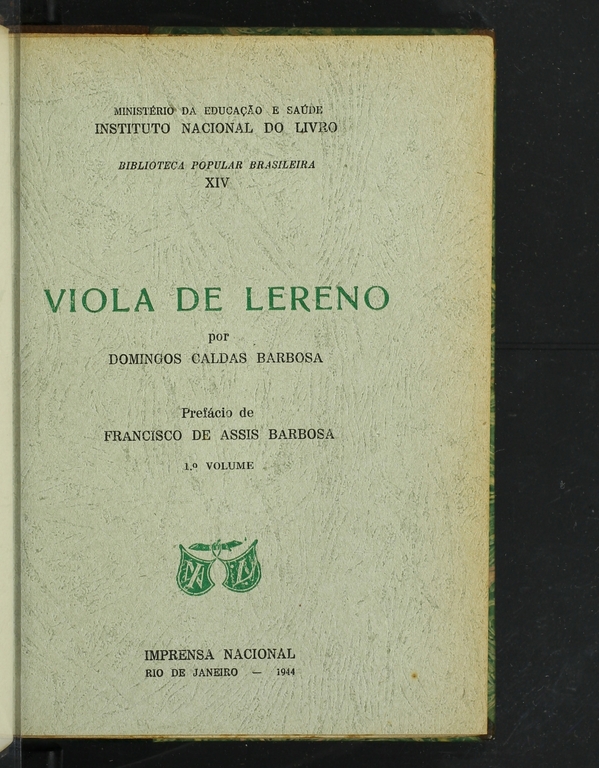 MINISTÉRIO DA EDUCAÇÃO E SAÚDE
INSTITUTO NACIONAL DO LIVRO
BIBLIOTECA POPULAR BRASILEIRA
XIV
VIOLA DE LERENO
por
DOMINGOS CALDAS BARBOSA
Prefácio de
FRANCISCO DE ASSIS BARBOSA
1.º VOLUME
IMPRENSA NACIONAL
RIO DE JANEIRO — 1944